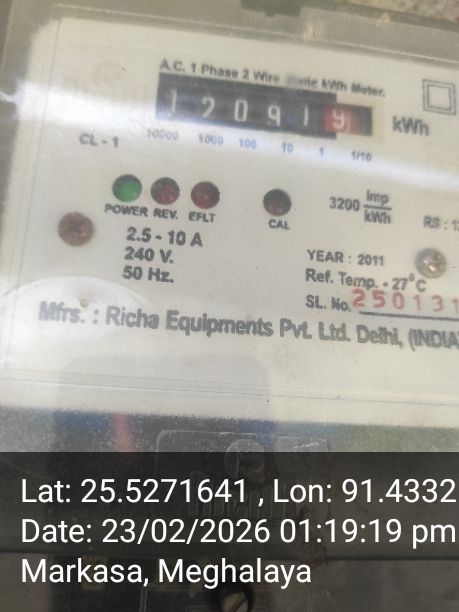 A.C. 1 Phase 2 Wire Static kWh Meter.
1 2 0 9 1 9 kWh
CL - 1 10000 1000 100 10 1 1/10
POWER REV. EFLT CAL
3200 Imp/kWh
2.5 - 10 A
240 V.
50 Hz.
YEAR : 2011
Ref. Temp. - 27°C
SL. No. 250131
Mfrs. : Richa Equipments Pvt. Ltd. Delhi, (INDIA
Lat: 25.5271641 , Lon: 91.4332
Date: 23/02/2026 01:19:19 pm
Markasa, Meghalaya